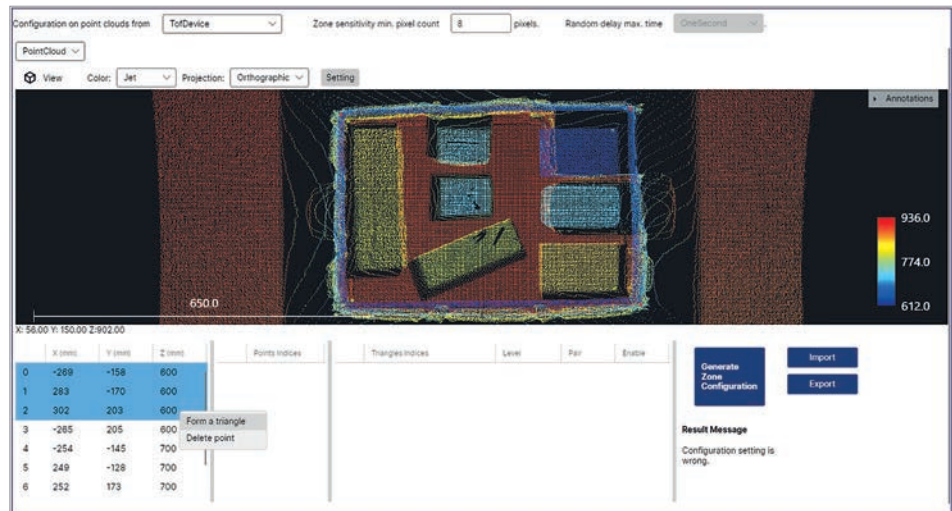 Configuration on point clouds from TofDevice Zone sensitivity min. pixel count 8 pixels. Random delay max. time OneSecond
PointCloud
View Color: Jet Projection: Orthographic Setting
Annotations
936.0
774.0
612.0
650.0
X: 56.00 Y: 150.00 Z:902.00
X (mm) Y (mm) Z (mm) Points Indices Triangles Indices Level Pair Enable
0 -269 -158 600
1 283 -170 600
2 302 203 600
3 -265 205 600
4 -254 -145 700
5 249 -128 700
6 252 173 700
Form a triangle
Delete point
Generate
Zone
Configuration
Import
Export
Result Message
Configuration setting is
wrong.